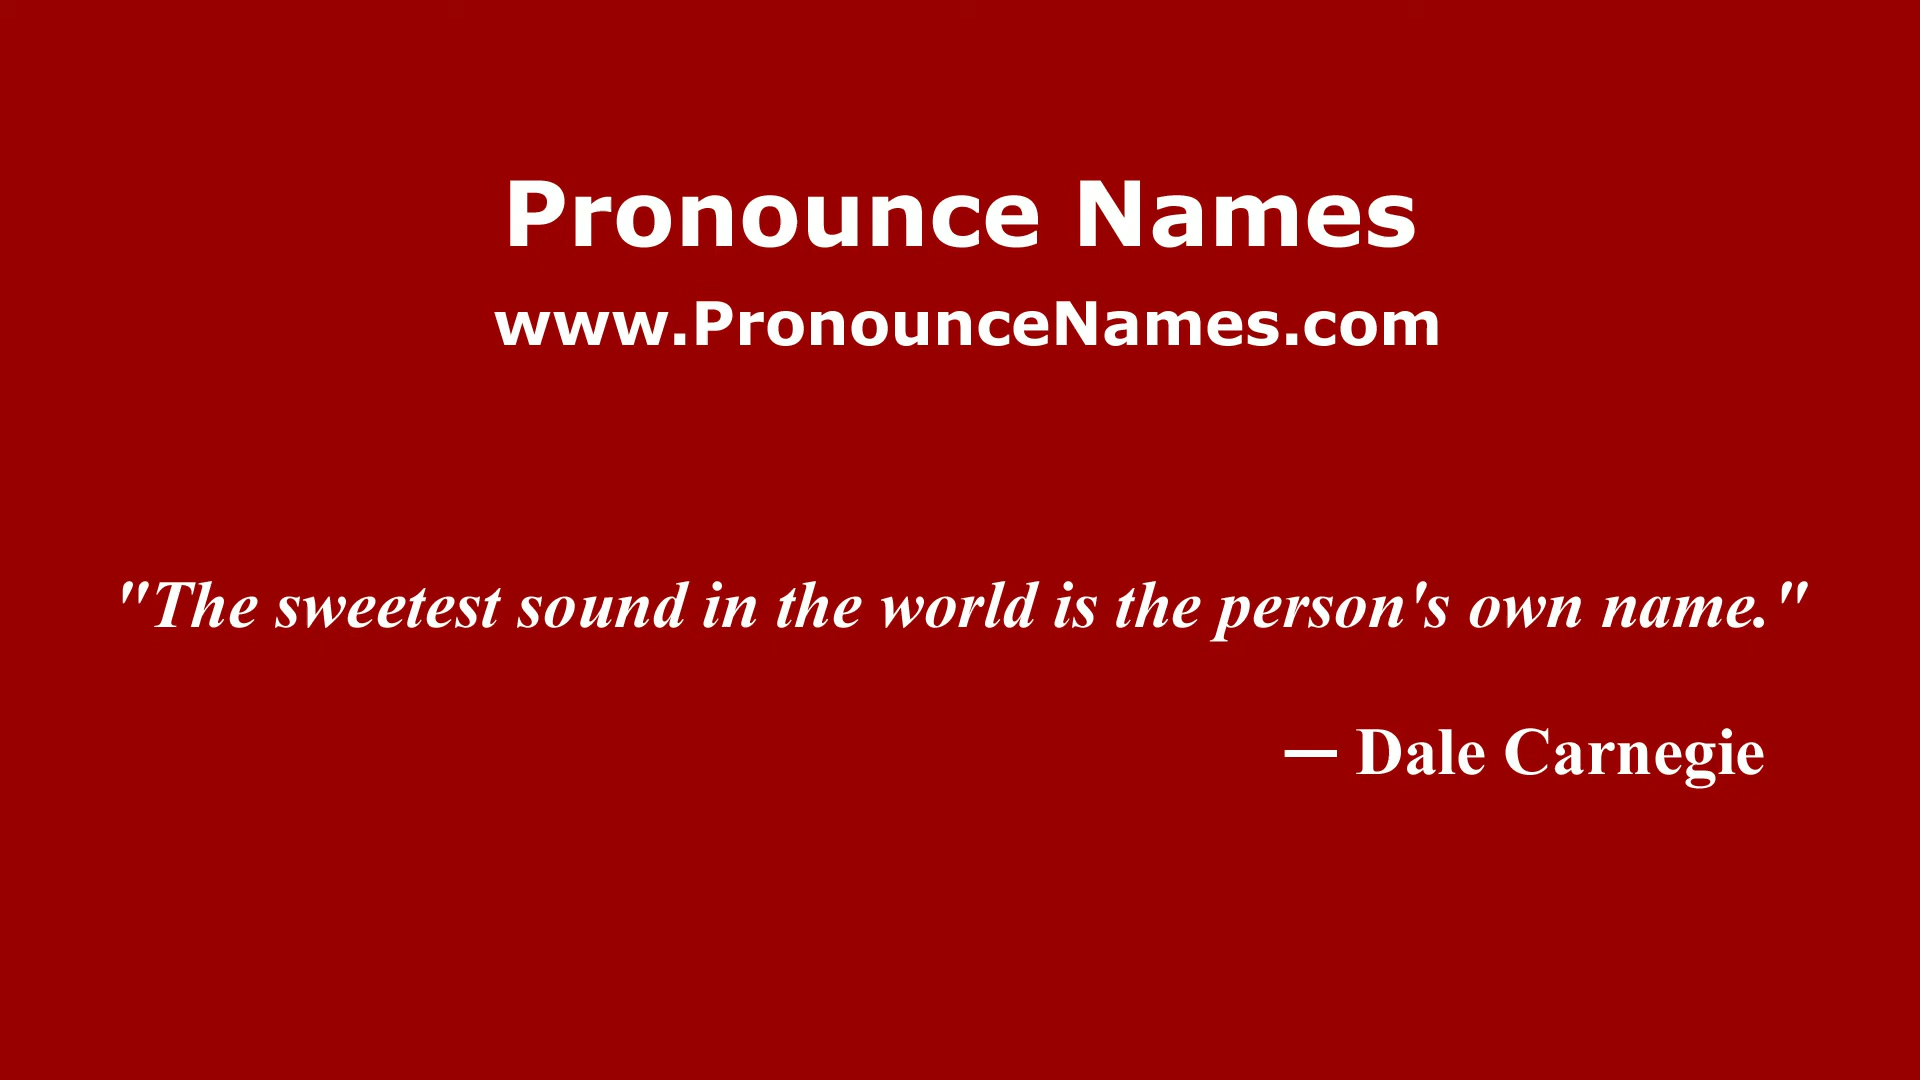 Pronounce Names
www.PronounceNames.com
"The sweetest sound in the world is the person's own name."
— Dale Carnegie